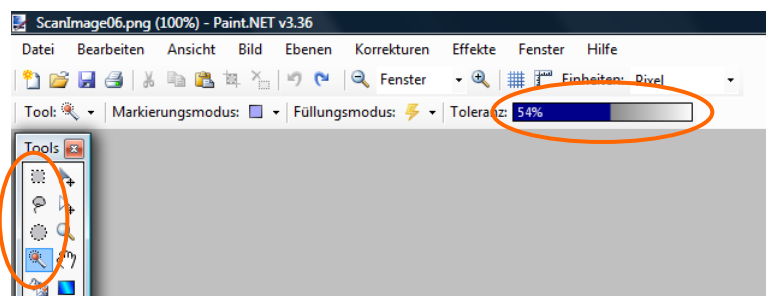 ScanImage06.png (100%) - Paint.NET v3.36
Datei Bearbeiten Ansicht Bild Ebenen Korrekturen Effekte Fenster Hilfe
Fenster Einheiten: Pixel
Tool: Markierungsmodus: Füllungsmodus: Toleranz: 54%
Tools